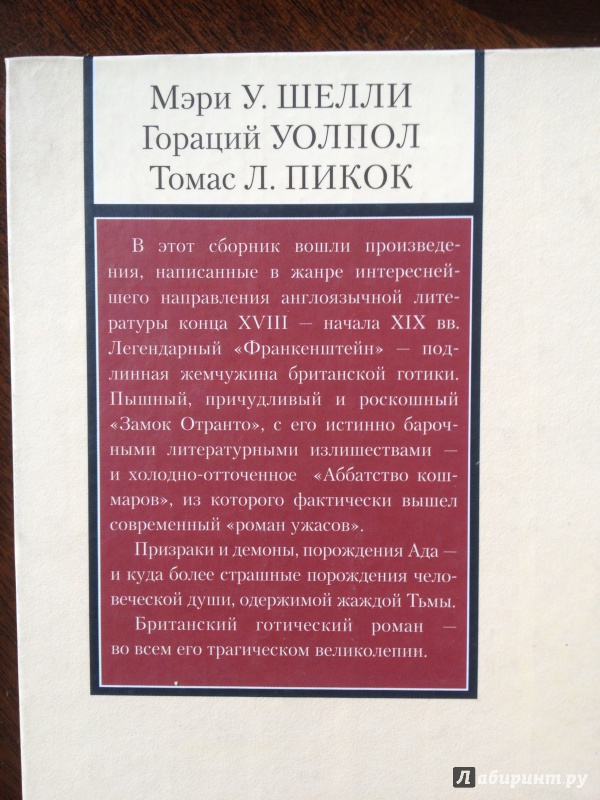 Мэри У. ШЕЛЛИ
Гораций УОЛПОЛ
Томас Л. ПИКОК
В этот сборник вошли произведе-
ния, написанные в жанре интересней-
шего направления англоязычной лите-
ратуры конца XVIII — начала XIX вв.
Легендарный «Франкенштейн» — под-
линная жемчужина британской готики.
Пышный, причудливый и роскошный
«Замок Отранто», с его истинно бароч-
ными литературными излишествами —
и холодно-отточенное «Аббатство кош-
маров», из которого фактически вышел
современный «роман ужасов».
Призраки и демоны, порождения Ада —
и куда более страшные порождения чело-
веческой души, одержимой жаждой Тьмы.
Британский готический роман —
во всем его трагическом великолепии.
Лабиринт.ру